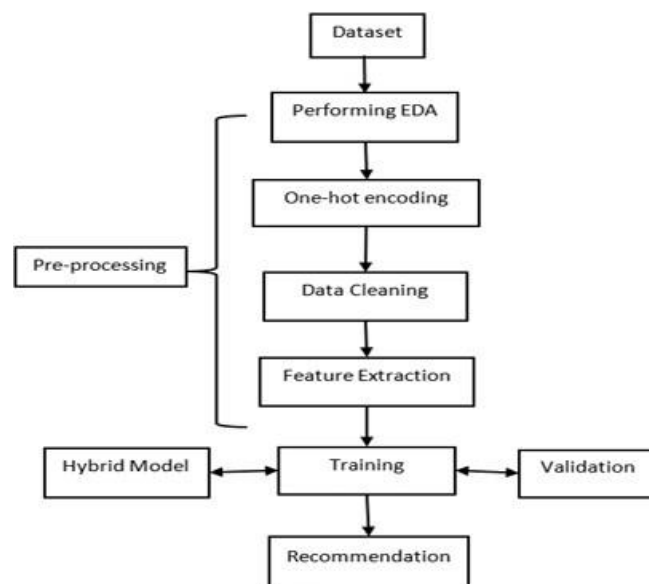 Dataset
Performing EDA
One-hot encoding
Pre-processing
Data Cleaning
Feature Extraction
Hybrid Model
Training
Validation
Recommendation